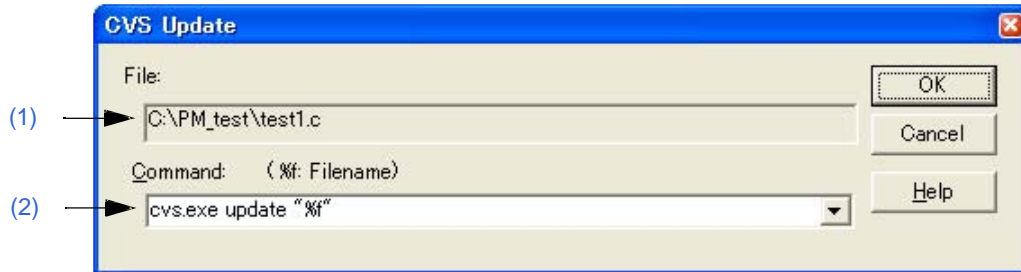 CVS Update
File:
OK
(1)
C:\PM_test\test1.c
Cancel
Command: ( %f: Filename)
Help
(2)
cvs.exe update "%f"